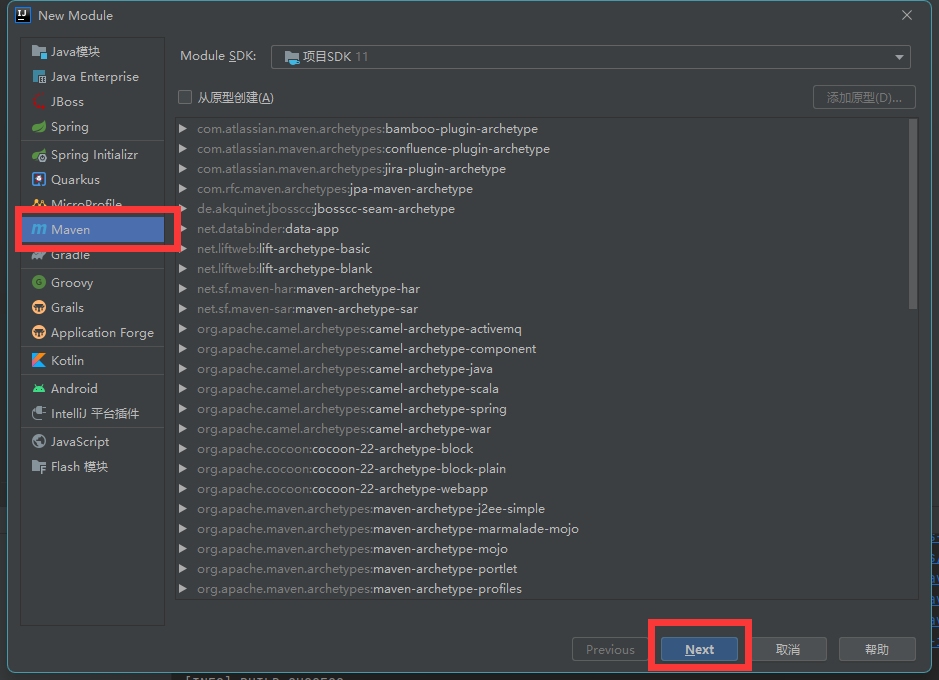 New Module
Java模块
Java Enterprise
JBoss
Spring
Spring Initializr
Quarkus
MicroProfile
Maven
Gradle
Groovy
Grails
Application Forge
Kotlin
Android
IntelliJ 平台插件
JavaScript
Flash 模块
Module SDK: 项目SDK 11
从原型创建(A) 添加原型(D)...
com.atlassian.maven.archetypes:bamboo-plugin-archetype
com.atlassian.maven.archetypes:confluence-plugin-archetype
com.atlassian.maven.archetypes:jira-plugin-archetype
com.rfc.maven.archetypes:jpa-maven-archetype
de.akquinet.jbosscc:jbosscc-seam-archetype
net.databinder:data-app
net.liftweb:lift-archetype-basic
net.liftweb:lift-archetype-blank
net.sf.maven-har:maven-archetype-har
net.sf.maven-sar:maven-archetype-sar
org.apache.camel.archetypes:camel-archetype-activemq
org.apache.camel.archetypes:camel-archetype-component
org.apache.camel.archetypes:camel-archetype-java
org.apache.camel.archetypes:camel-archetype-scala
org.apache.camel.archetypes:camel-archetype-spring
org.apache.camel.archetypes:camel-archetype-war
org.apache.cocoon:cocoon-22-archetype-block
org.apache.cocoon:cocoon-22-archetype-block-plain
org.apache.cocoon:cocoon-22-archetype-webapp
org.apache.maven.archetypes:maven-archetype-j2ee-simple
org.apache.maven.archetypes:maven-archetype-marmalade-mojo
org.apache.maven.archetypes:maven-archetype-mojo
org.apache.maven.archetypes:maven-archetype-portlet
org.apache.maven.archetypes:maven-archetype-profiles
Previous Next 取消 帮助
[INFO] BUILD SUCCESS